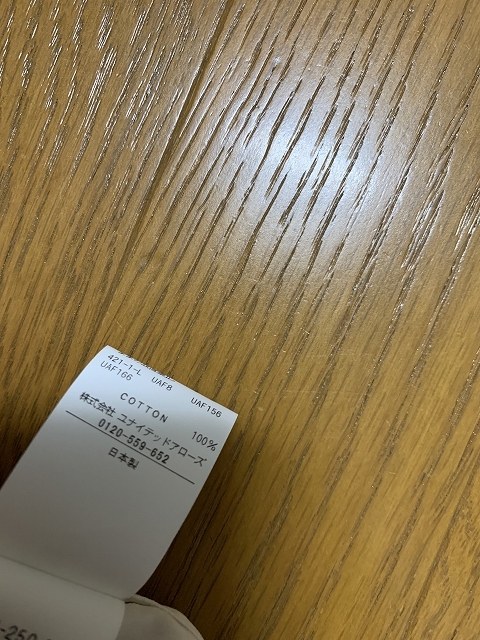 421-1-L UAF8 UAF156
UAF166
COTTON 100%
株式会社 ユナイテッドアローズ
0120-559-652
日本製
-250